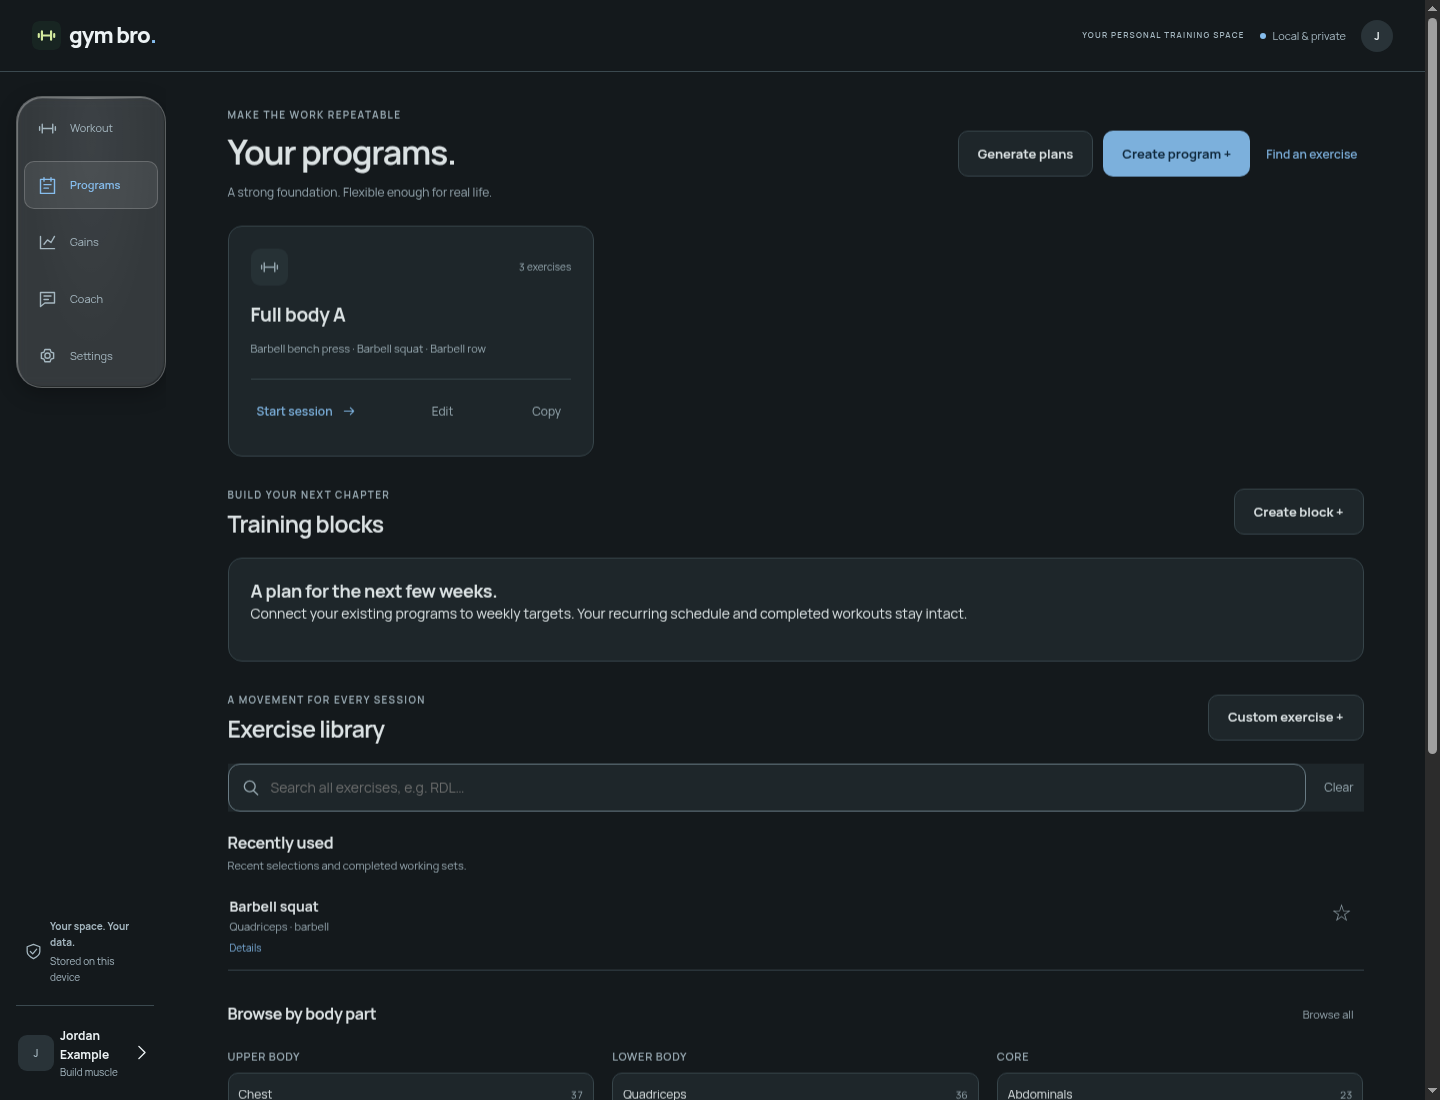 gym bro.
YOUR PERSONAL TRAINING SPACE
Local & private
J
Workout
Programs
Gains
Coach
Settings
Your space. Your
data.
Stored on this
device
J
Jordan
Example
Build muscle
MAKE THE WORK REPEATABLE
Your programs.
A strong foundation. Flexible enough for real life.
Generate plans
Create program +
Find an exercise
3 exercises
Full body A
Barbell bench press · Barbell squat · Barbell row
Start session →
Edit
Copy
BUILD YOUR NEXT CHAPTER
Training blocks
Create block +
A plan for the next few weeks.
Connect your existing programs to weekly targets. Your recurring schedule and completed workouts stay intact.
A MOVEMENT FOR EVERY SESSION
Exercise library
Custom exercise +
Search all exercises, e.g. RDL…
Clear
Recently used
Recent selections and completed working sets.
Barbell squat
Quadriceps · barbell
Details
Browse by body part
Browse all
UPPER BODY
Chest 37
LOWER BODY
Quadriceps 36
CORE
Abdominals 23